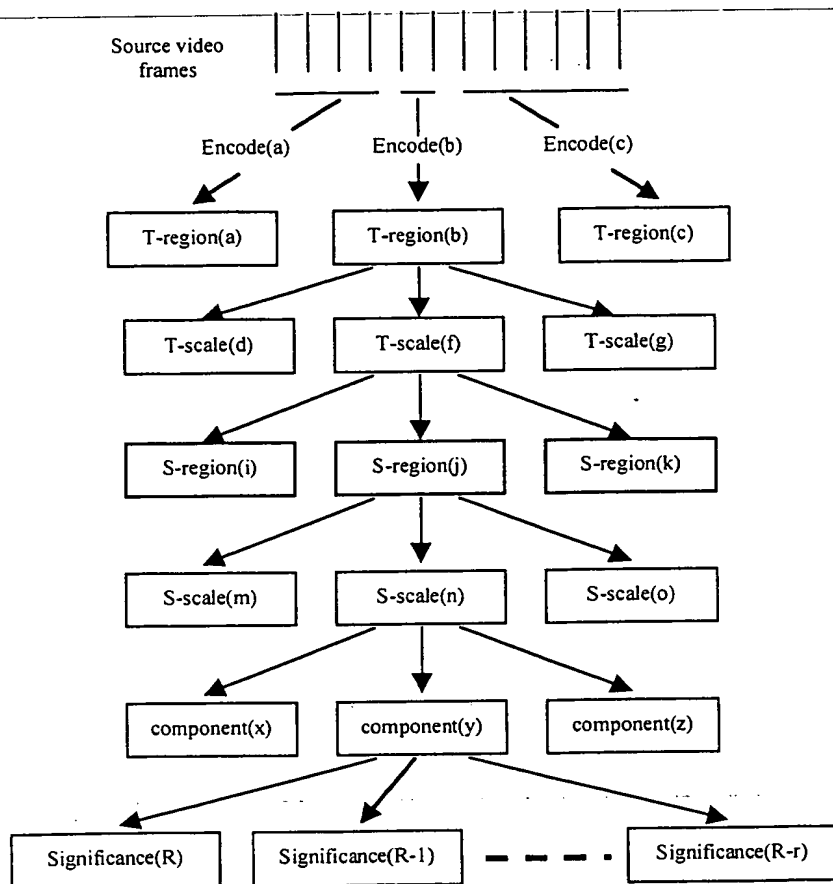 Source video
frames
Encode(a)
Encode(b)
Encode(c)
T-region(a)
T-region(b)
T-region(c)
T-scale(d)
T-scale(f)
T-scale(g)
S-region(i)
S-region(j)
S-region(k)
S-scale(m)
S-scale(n)
S-scale(o)
component(x)
component(y)
component(z)
Significance(R)
Significance(R-1)
Significance(R-r)